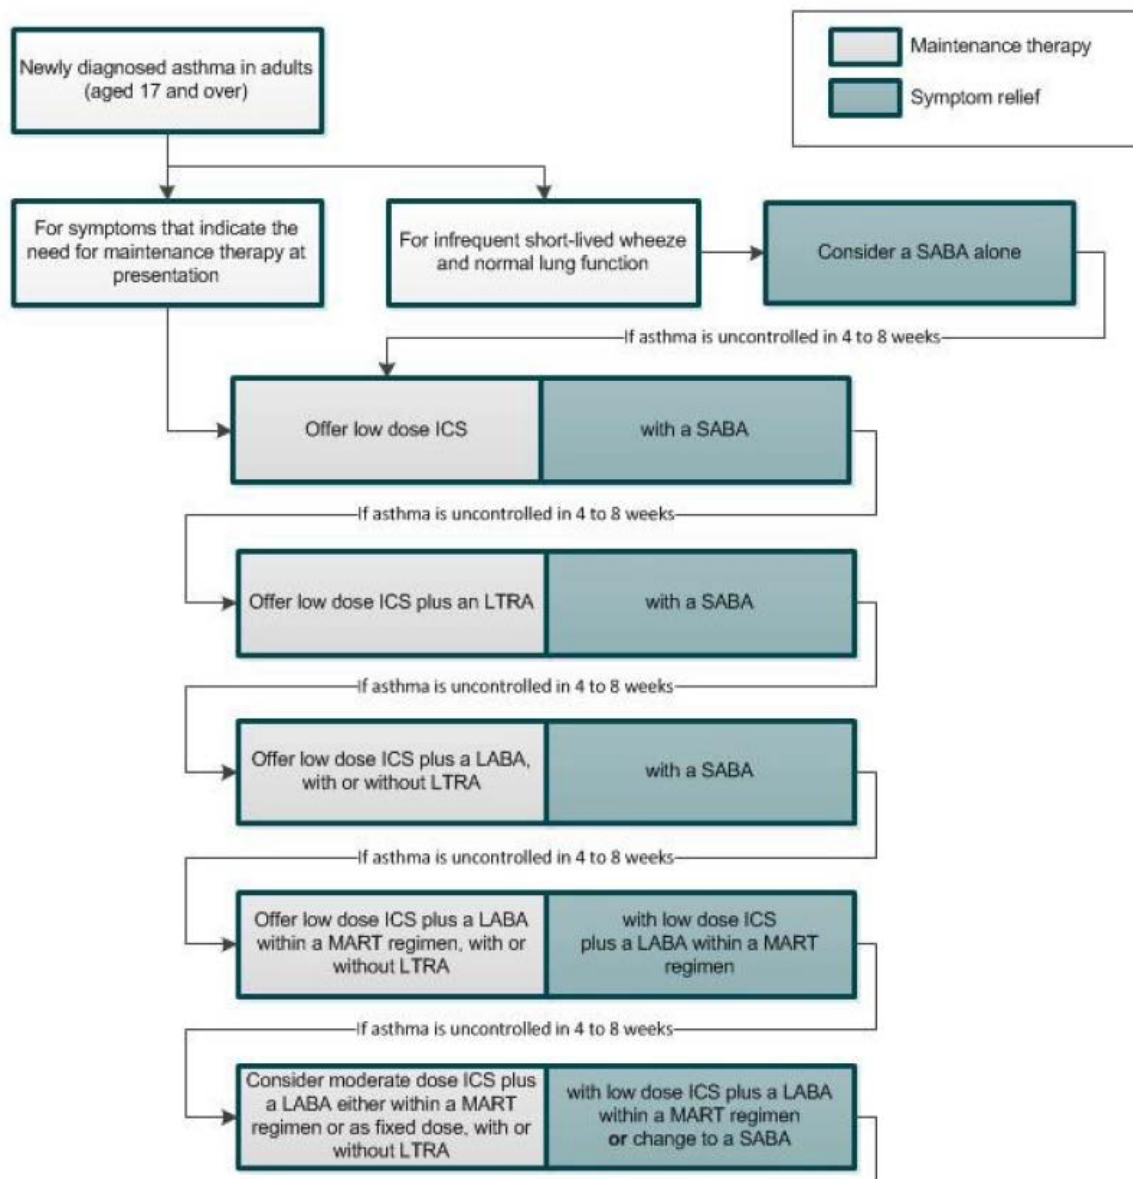 Maintenance therapy
Symptom relief
Newly diagnosed asthma in adults
(aged 17 and over)
For symptoms that indicate the
need for maintenance therapy at
presentation
For infrequent short-lived wheeze
and normal lung function
Consider a SABA alone
If asthma is uncontrolled in 4 to 8 weeks
Offer low dose ICS
with a SABA
If asthma is uncontrolled in 4 to 8 weeks
Offer low dose ICS plus an LTRA
with a SABA
If asthma is uncontrolled in 4 to 8 weeks
Offer low dose ICS plus a LABA,
with or without LTRA
with a SABA
If asthma is uncontrolled in 4 to 8 weeks
Offer low dose ICS plus a LABA
within a MART regimen, with or
without LTRA
with low dose ICS
plus a LABA within a MART
regimen
If asthma is uncontrolled in 4 to 8 weeks
Consider moderate dose ICS plus
a LABA either within a MART
regimen or as fixed dose, with or
without LTRA
with low dose ICS plus a LABA
within a MART regimen
or change to a SABA